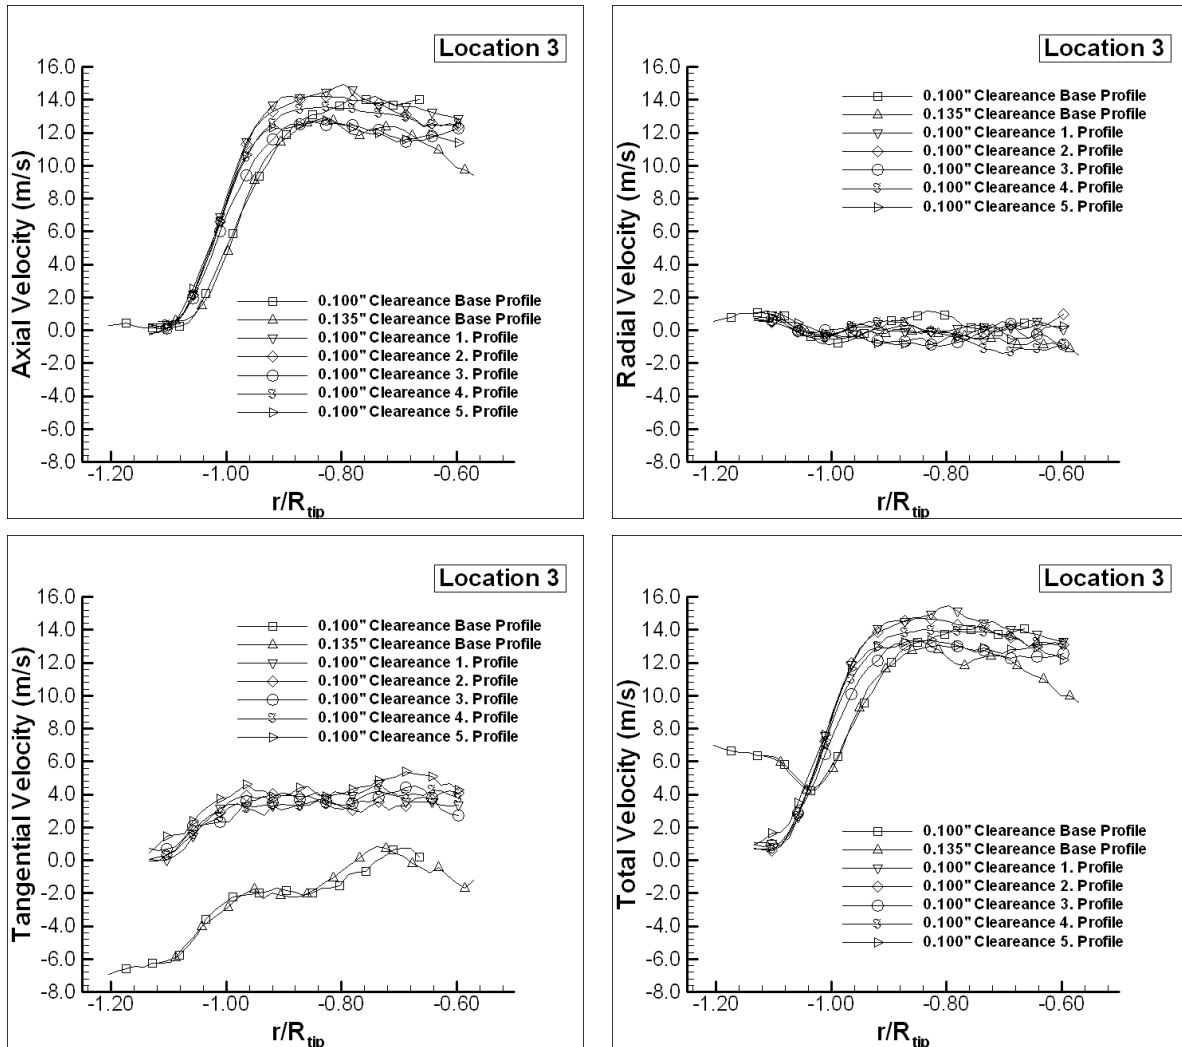 Location 3
16.0
14.0
12.0
10.0
8.0
6.0
4.0
2.0
0.0
-2.0
-4.0
-6.0
-8.0
Axial Velocity (m/s)
0.100" Cleareance Base Profile
0.135" Cleareance Base Profile
0.100" Cleareance 1. Profile
0.100" Cleareance 2. Profile
0.100" Cleareance 3. Profile
0.100" Cleareance 4. Profile
0.100" Cleareance 5. Profile
-1.20 -1.00 -0.80 -0.60
r/Rtip
Location 3
16.0
14.0
12.0
10.0
8.0
6.0
4.0
2.0
0.0
-2.0
-4.0
-6.0
-8.0
Radial Velocity (m/s)
0.100" Cleareance Base Profile
0.135" Cleareance Base Profile
0.100" Cleareance 1. Profile
0.100" Cleareance 2. Profile
0.100" Cleareance 3. Profile
0.100" Cleareance 4. Profile
0.100" Cleareance 5. Profile
-1.20 -1.00 -0.80 -0.60
r/Rtip
Location 3
16.0
14.0
12.0
10.0
8.0
6.0
4.0
2.0
0.0
-2.0
-4.0
-6.0
-8.0
Tangential Velocity (m/s)
0.100" Cleareance Base Profile
0.135" Cleareance Base Profile
0.100" Cleareance 1. Profile
0.100" Cleareance 2. Profile
0.100" Cleareance 3. Profile
0.100" Cleareance 4. Profile
0.100" Cleareance 5. Profile
-1.20 -1.00 -0.80 -0.60
r/Rtip
Location 3
16.0
14.0
12.0
10.0
8.0
6.0
4.0
2.0
0.0
-2.0
-4.0
-6.0
-8.0
Total Velocity (m/s)
0.100" Cleareance Base Profile
0.135" Cleareance Base Profile
0.100" Cleareance 1. Profile
0.100" Cleareance 2. Profile
0.100" Cleareance 3. Profile
0.100" Cleareance 4. Profile
0.100" Cleareance 5. Profile
-1.20 -1.00 -0.80 -0.60
r/Rtip